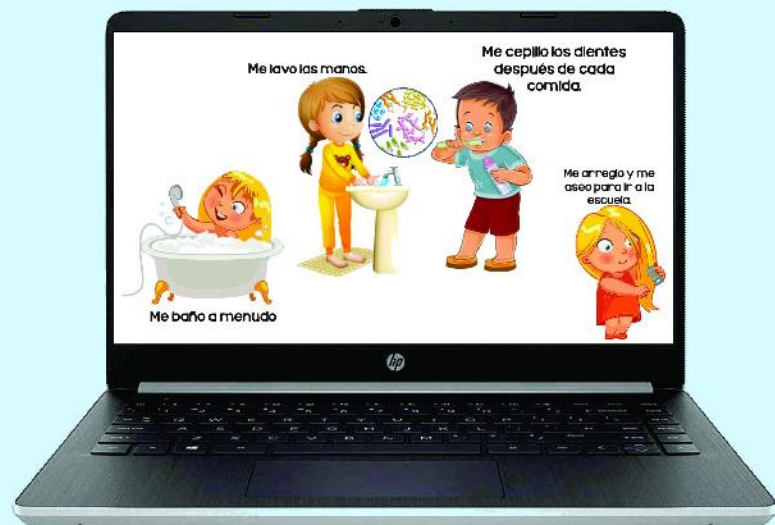 Me lavo las manos.
Me cepillo los dientes
después de cada
comida.
Me arreglo y me
aseo para ir a la
escuela.
Me baño a menudo
hp